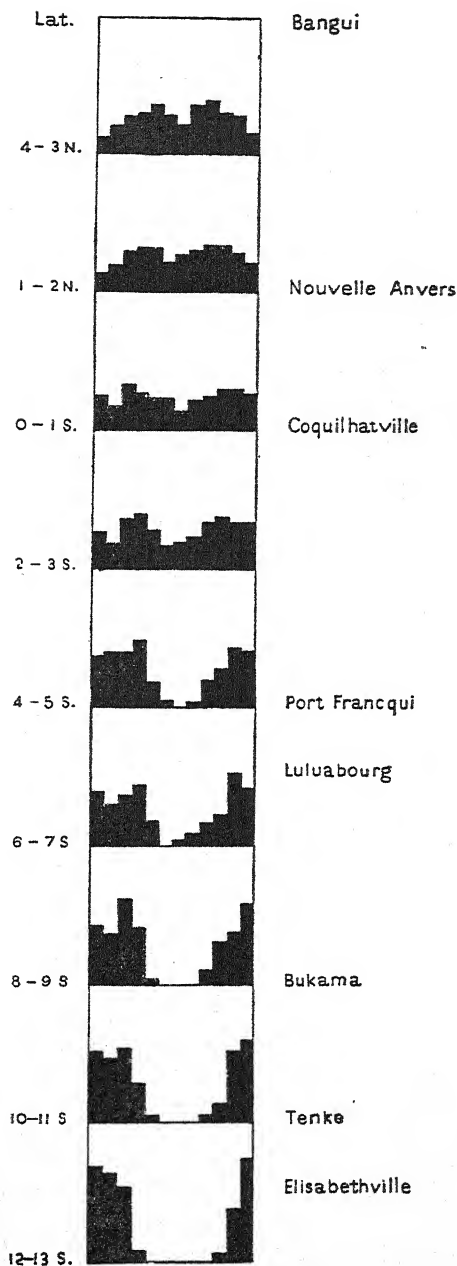 Lat. Bangui
4-3 N.
1-2 N. Nouvelle Anvers
0-1 S. Coquilhatville
2-3 S.
4-5 S. Port Francqui
Luluabourg
6-7 S
8-9 S Bukama
10-11 S Tenke
Elisabethville
12-13 S.